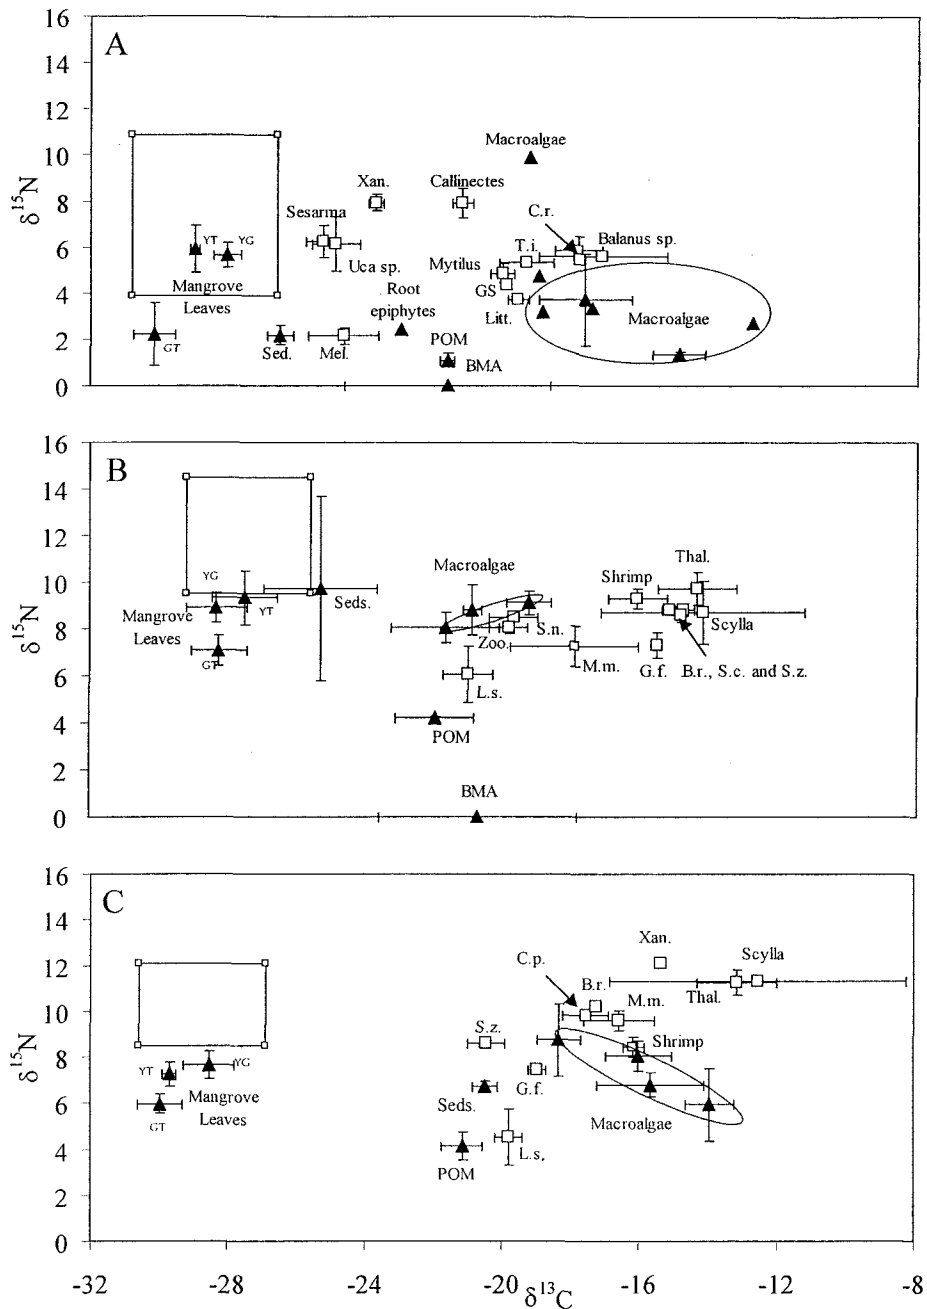 16
14
12
10
8
6
4
2
0
δ15N
A
Macroalgae
Xan.
Callinectes
Sesarma
C.r.
Balanus sp.
T.i.
YT
YG
Uca sp.
Mytilus
Mangrove
Leaves
Root
epiphytes
GS
Litt.
Macroalgae
GT
Sed.
Mel.
POM
BMA
16
14
12
10
8
6
4
2
0
δ15N
B
Thal.
Macroalgae
YG
Shrimp
Seds.
Mangrove
Leaves
YT
S.n.
Scylla
Zoo.
GT
M.m.
G.f.
B.r., S.c. and S.z.
L.s.
POM
BMA
16
14
12
10
8
6
4
2
0
δ15N
C
Xan.
C.p.
Scylla
B.r.
M.m.
Thal.
S.z.
Shrimp
YT
YG
Mangrove
Leaves
G.f.
Seds.
GT
Macroalgae
L.s,
POM
-32
-28
-24
-20
-16
-12
-8
δ13C